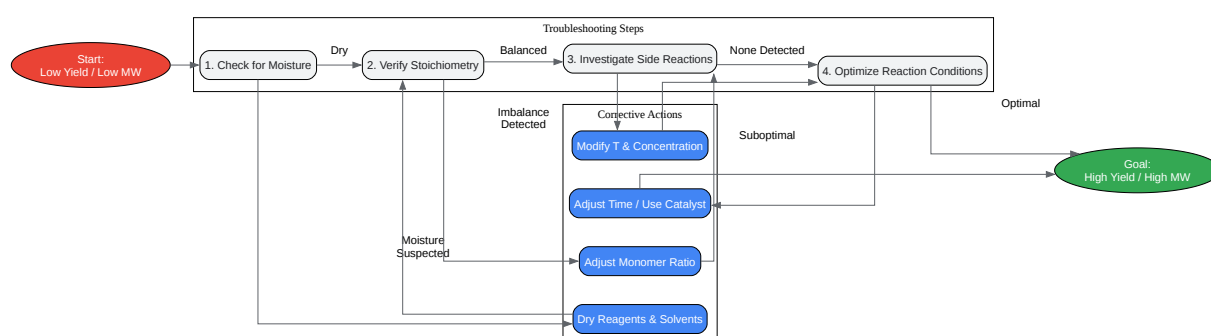 Troubleshooting Steps
Start:
Low Yield / Low MW
1. Check for Moisture
Dry
2. Verify Stoichiometry
Balanced
3. Investigate Side Reactions
None Detected
4. Optimize Reaction Conditions
Optimal
Imbalance
Detected
Corrective Actions
Suboptimal
Modify T & Concentration
Goal:
High Yield / High MW
Adjust Time / Use Catalyst
Moisture
Suspected
Adjust Monomer Ratio
Dry Reagents & Solvents